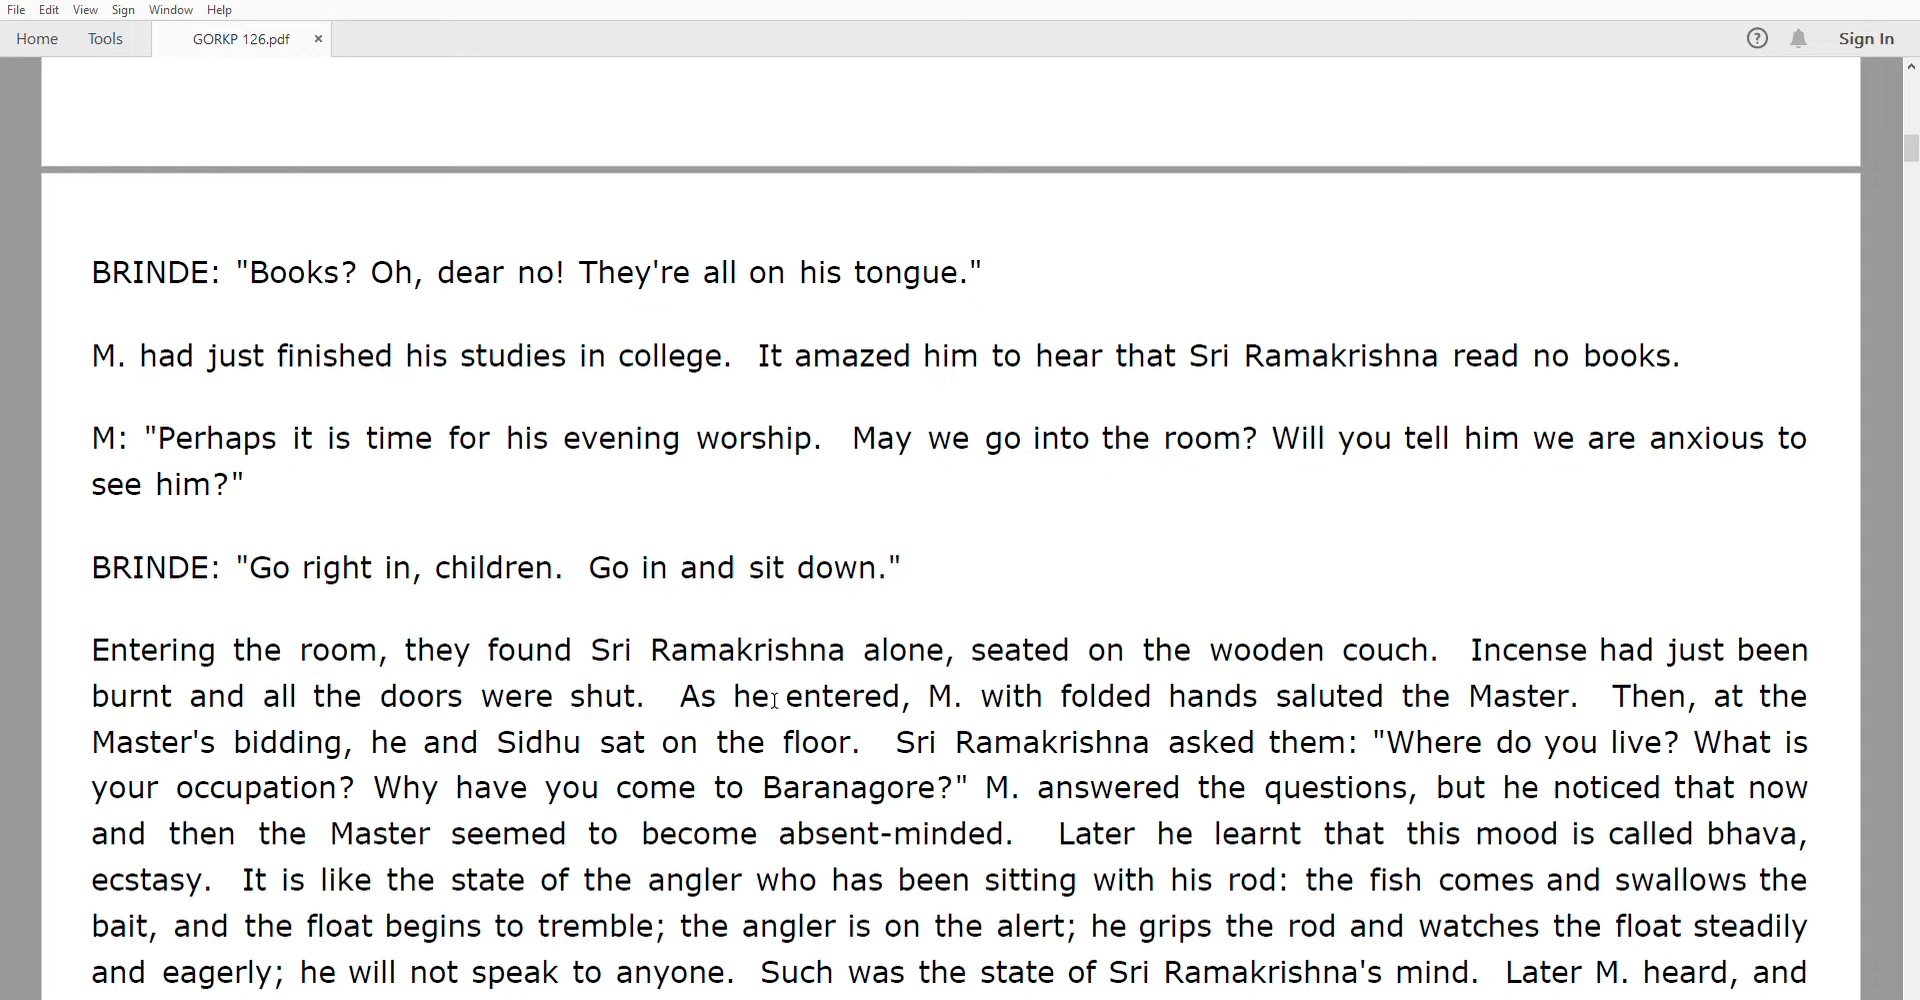 File Edit View Sign Window Help
Home Tools GORKP 126.pdf × ? Sign In
BRINDE: "Books? Oh, dear no! They're all on his tongue."
M. had just finished his studies in college. It amazed him to hear that Sri Ramakrishna read no books.
M: "Perhaps it is time for his evening worship. May we go into the room? Will you tell him we are anxious to
see him?"
BRINDE: "Go right in, children. Go in and sit down."
Entering the room, they found Sri Ramakrishna alone, seated on the wooden couch. Incense had just been
burnt and all the doors were shut. As he entered, M. with folded hands saluted the Master. Then, at the
Master's bidding, he and Sidhu sat on the floor. Sri Ramakrishna asked them: "Where do you live? What is
your occupation? Why have you come to Baranagore?" M. answered the questions, but he noticed that now
and then the Master seemed to become absent-minded. Later he learnt that this mood is called bhava,
ecstasy. It is like the state of the angler who has been sitting with his rod: the fish comes and swallows the
bait, and the float begins to tremble; the angler is on the alert; he grips the rod and watches the float steadily
and eagerly; he will not speak to anyone. Such was the state of Sri Ramakrishna's mind. Later M. heard, and